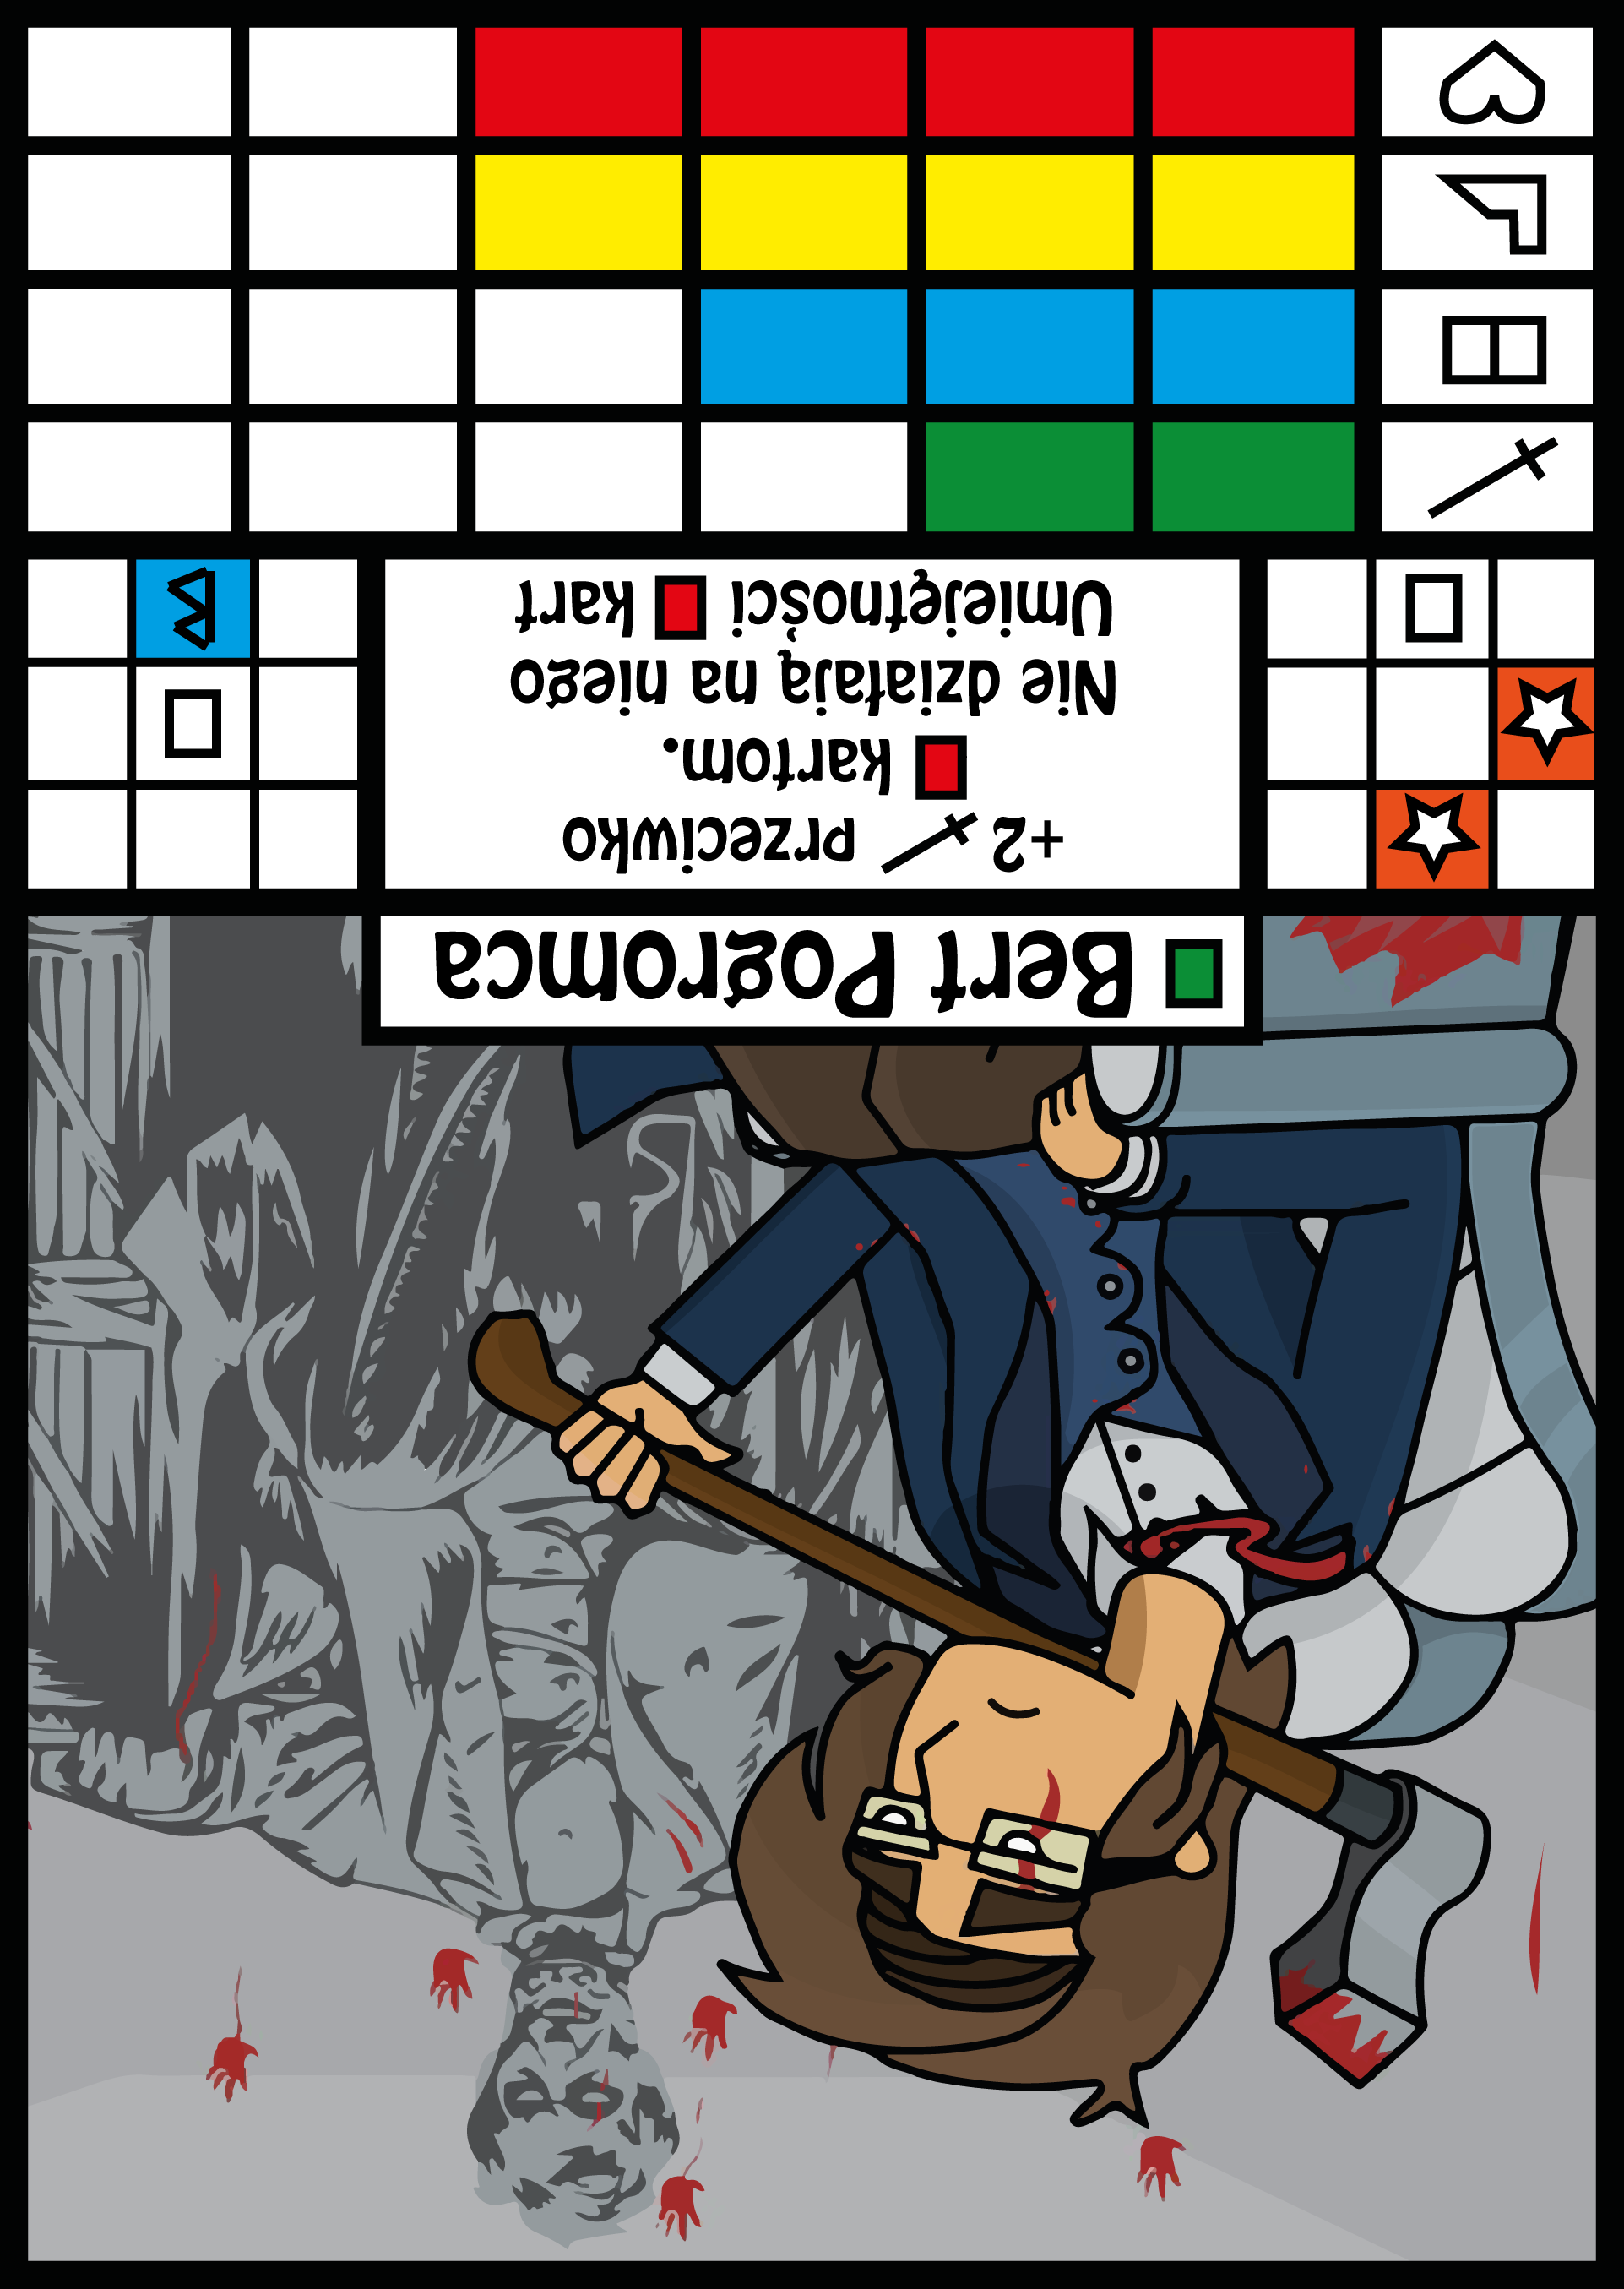 Bert Pogromca
+2 przeciwko
kartom.
Nie działają na niego
Umiejętności kart